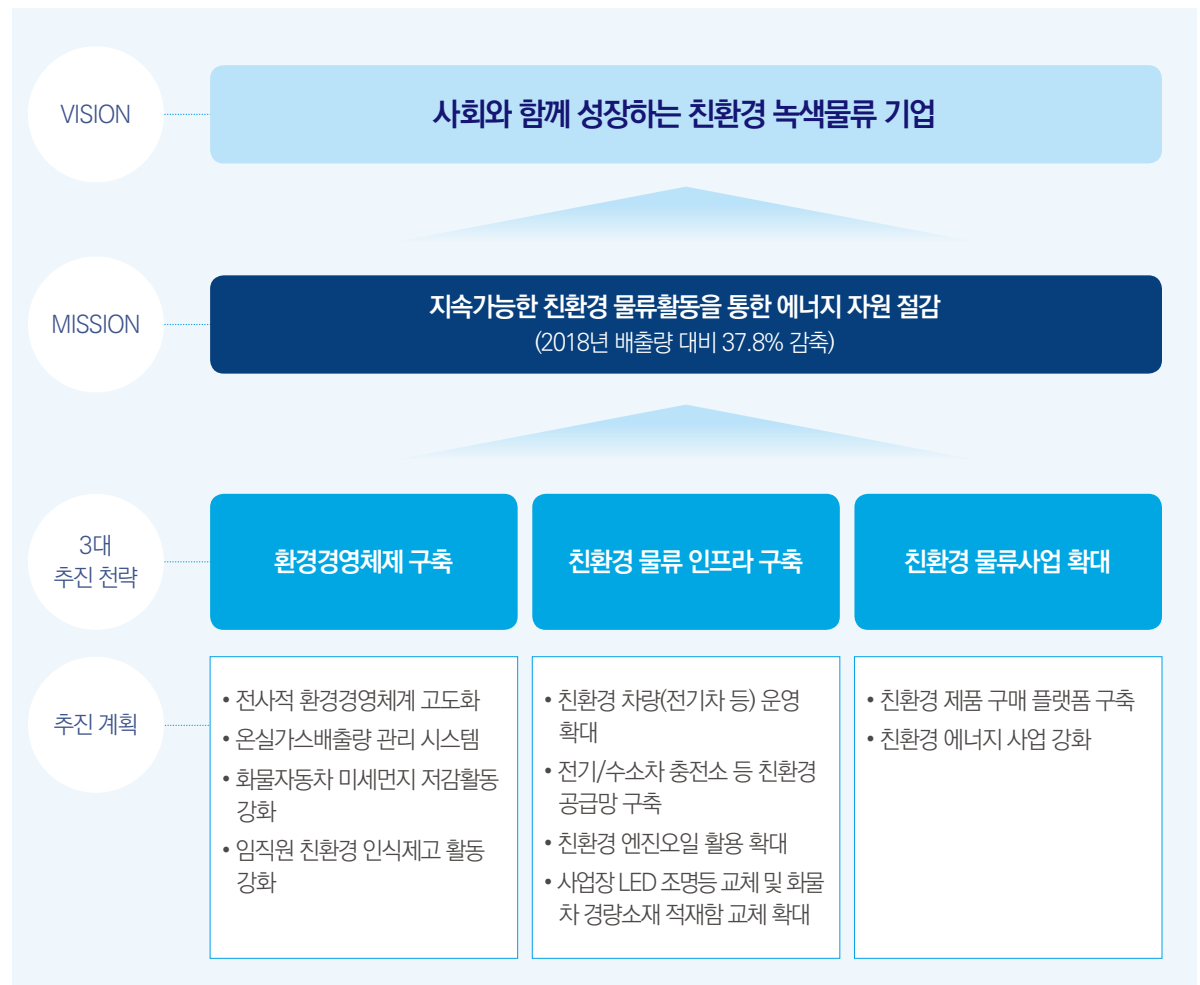 VISION
사회와 함께 성장하는 친환경 녹색물류 기업
MISSION
지속가능한 친환경 물류활동을 통한 에너지 자원 절감
(2018년 배출량 대비 37.8% 감축)
3대
추진 전략
환경경영체제 구축
친환경 물류 인프라 구축
친환경 물류사업 확대
추진 계획
• 전사적 환경경영체계 고도화
• 온실가스배출량 관리 시스템
• 화물자동차 미세먼지 저감활동
강화
• 임직원 친환경 인식제고 활동
강화
• 친환경 차량(전기차 등) 운영
확대
• 전기/수소차 충전소 등 친환경
공급망 구축
• 친환경 엔진오일 활용 확대
• 사업장 LED 조명등 교체 및 화물
차 경량소재 적재함 교체 확대
• 친환경 제품 구매 플랫폼 구축
• 친환경 에너지 사업 강화